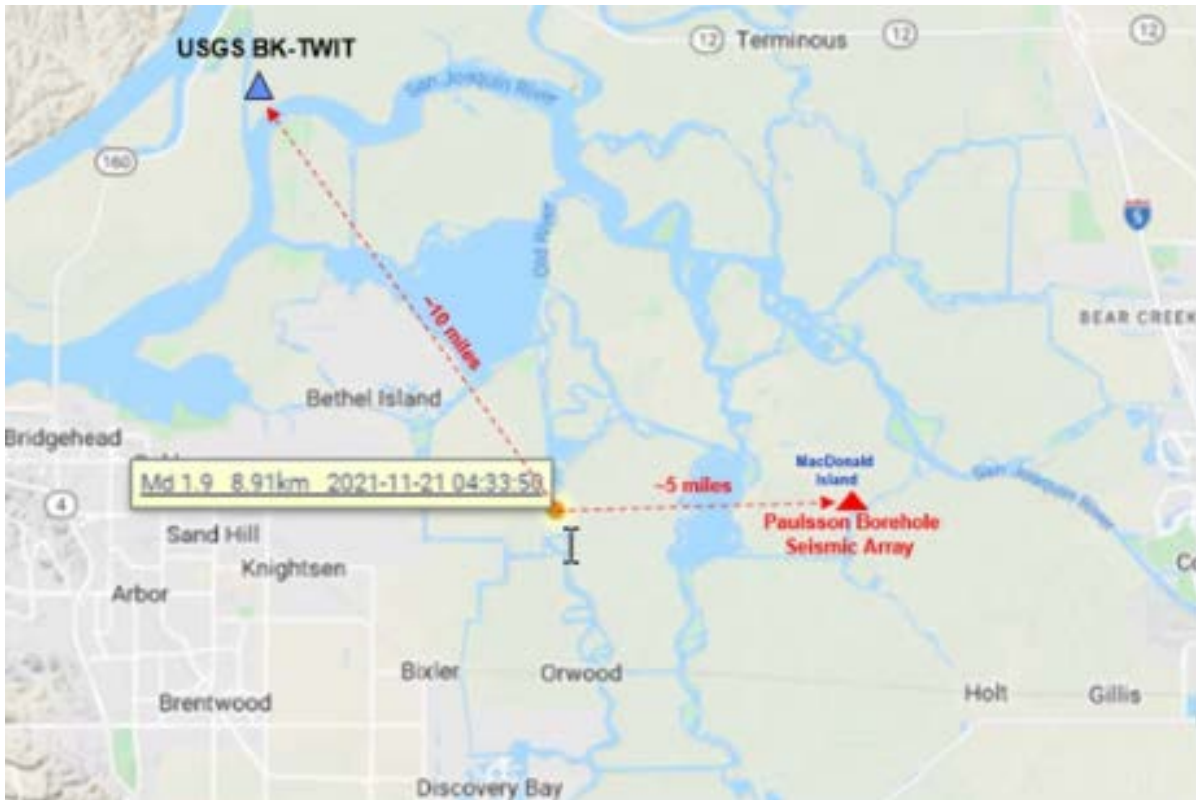 USGS BK-TWIT
12
Terminous
12
12
San Joaquin River
160
5
Old River
~10 miles
BEAR CREEK
Bethel Island
Bridgehead
MacDonald
Island
Md 1.9 8.91km 2021-11-21 04:33:50
~5 miles
San Joaquin River
4
Paulsson Borehole
Seismic Array
Sand Hill
Knightsen
Arbor
Bixler
Orwood
Brentwood
Holt
Gillis
Discovery Bay